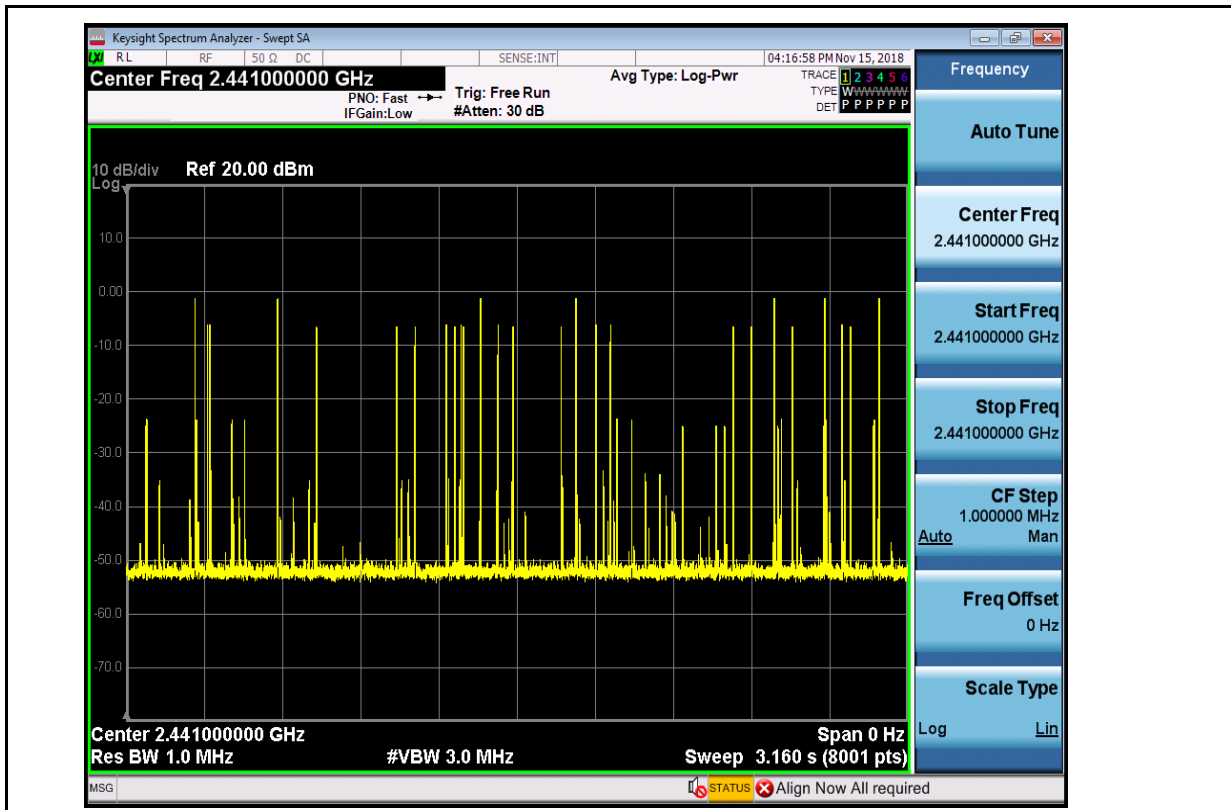 Keysight Spectrum Analyzer - Swept SA
LXI RL RF 50 Ω DC SENSE:INT 04:16:58 PM Nov 15, 2018
Center Freq 2.441000000 GHz
PNO: Fast
IFGain:Low
Trig: Free Run
#Atten: 30 dB
Avg Type: Log-Pwr
TRACE 1 2 3 4 5 6
TYPE WWWWWW
DET P P P P P P
10 dB/div Ref 20.00 dBm
Log
10.0
0.00
-10.0
-20.0
-30.0
-40.0
-50.0
-60.0
-70.0
Center 2.441000000 GHz Span 0 Hz
Res BW 1.0 MHz #VBW 3.0 MHz Sweep 3.160 s (8001 pts)
MSG STATUS Align Now All required
Frequency
Auto Tune
Center Freq
2.441000000 GHz
Start Freq
2.441000000 GHz
Stop Freq
2.441000000 GHz
CF Step
1.000000 MHz
Auto Man
Freq Offset
0 Hz
Scale Type
Log Lin